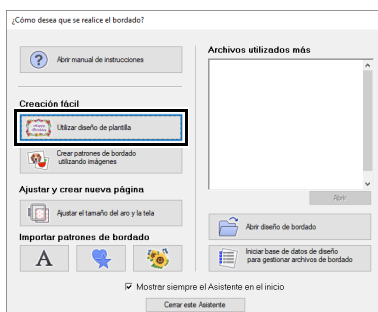 ¿Cómo desea que se realice el bordado?
Abrir manual de instrucciones
Creación fácil
Happy Birthday
Utilizar diseño de plantilla
Crear patrones de bordado
utilizando imágenes
Ajustar y crear nueva página
Ajustar el tamaño del aro y la tela
Importar patrones de bordado
A
Archivos utilizados más
Abrir
Abrir diseño de bordado
Iniciar base de datos de diseño
para gestionar archivos de bordado
Mostrar siempre el Asistente en el inicio
Cerrar este Asistente